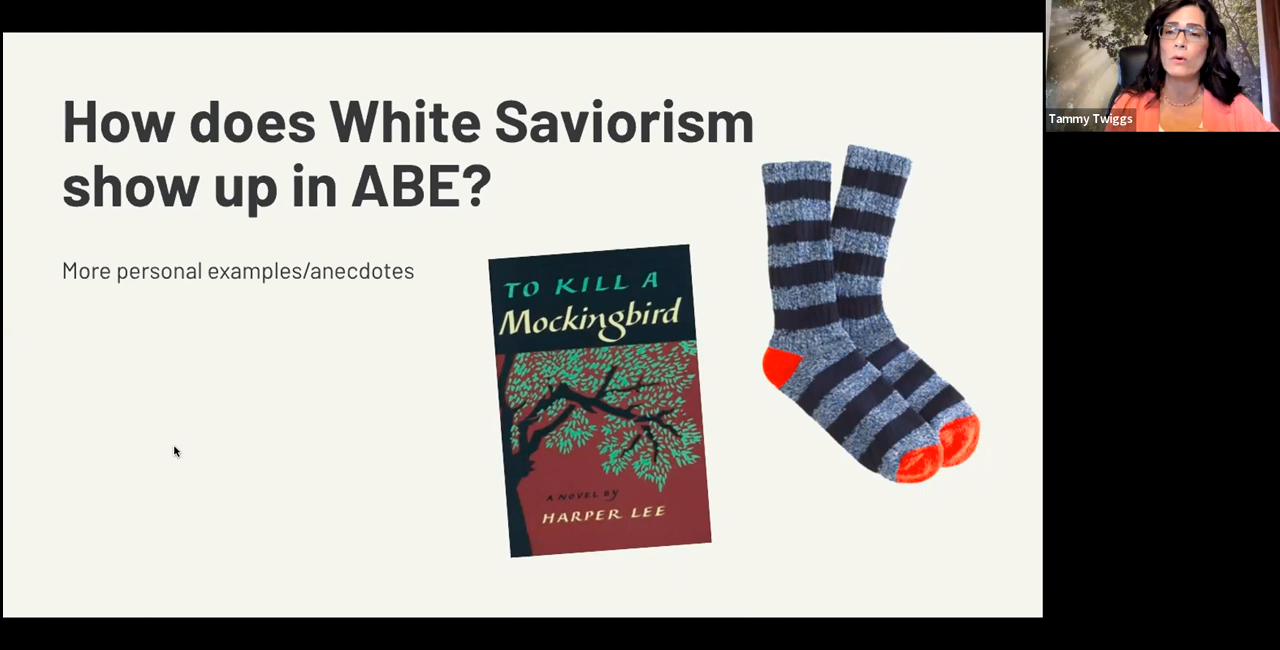 How does White Saviorism
show up in ABE?
More personal examples/anecdotes
TO KILL A
Mockingbird
A NOVEL By
HARPER LEE
Tammy Twiggs